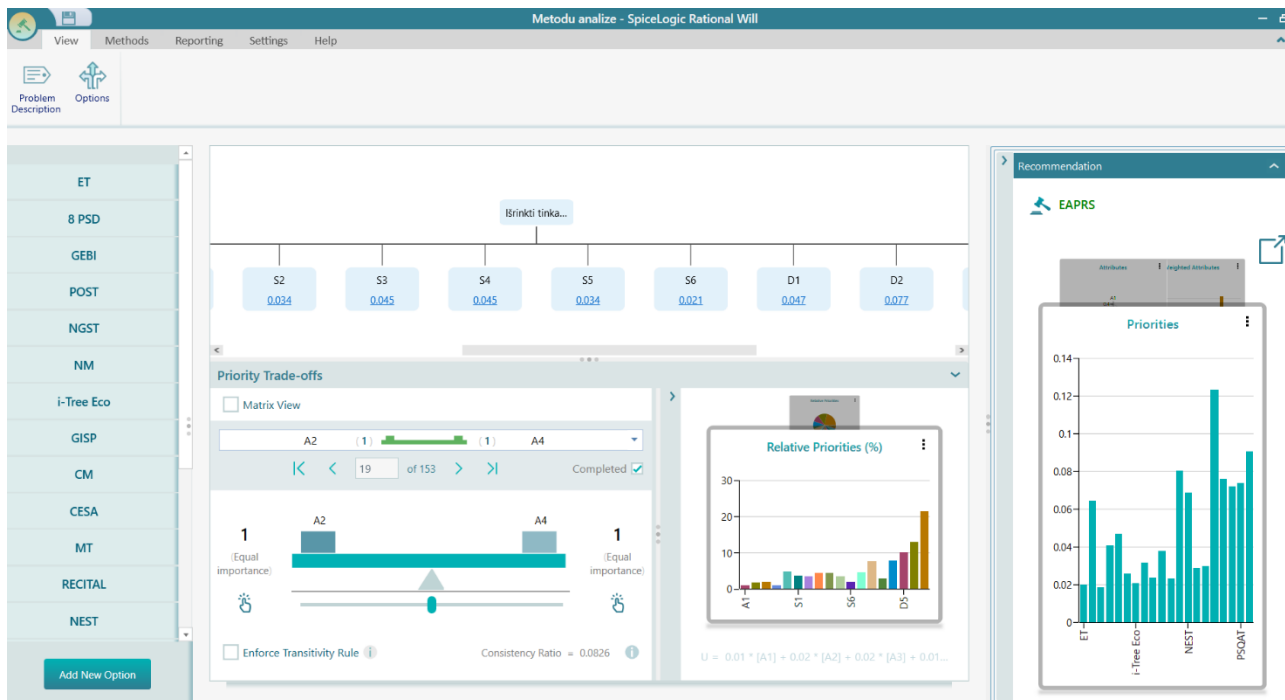 Metodu analize - SpiceLogic Rational Will
View Methods Reporting Settings Help
Problem
Description
Options
ET
8 PSD
GEBI
POST
NGST
NM
i-Tree Eco
GISP
CM
CESA
MT
RECITAL
NEST
Add New Option
Išrinkti tinka...
S2 S3 S4 S5 S6 D1 D2
0.034 0.045 0.045 0.034 0.021 0.047 0.077
Priority Trade-offs
Matrix View
A2 (1) (1) A4
19 of 153 Completed
A2 A4
1 1
(Equal
importance)
(Equal
importance)
Enforce Transitivity Rule Consistency Ratio = 0.0826
Relative Priorities
Relative Priorities (%)
30
20
10
0
A1 S1 S6 D5
U = 0.01 * [A1] + 0.02 * [A2] + 0.02 * [A3] + 0.01...
Recommendation
EAPRS
Attributes Weighted Attributes
A1
Priorities
0.14
0.12
0.1
0.08
0.06
0.04
0.02
0
ET i-Tree Eco NEST PSQAT